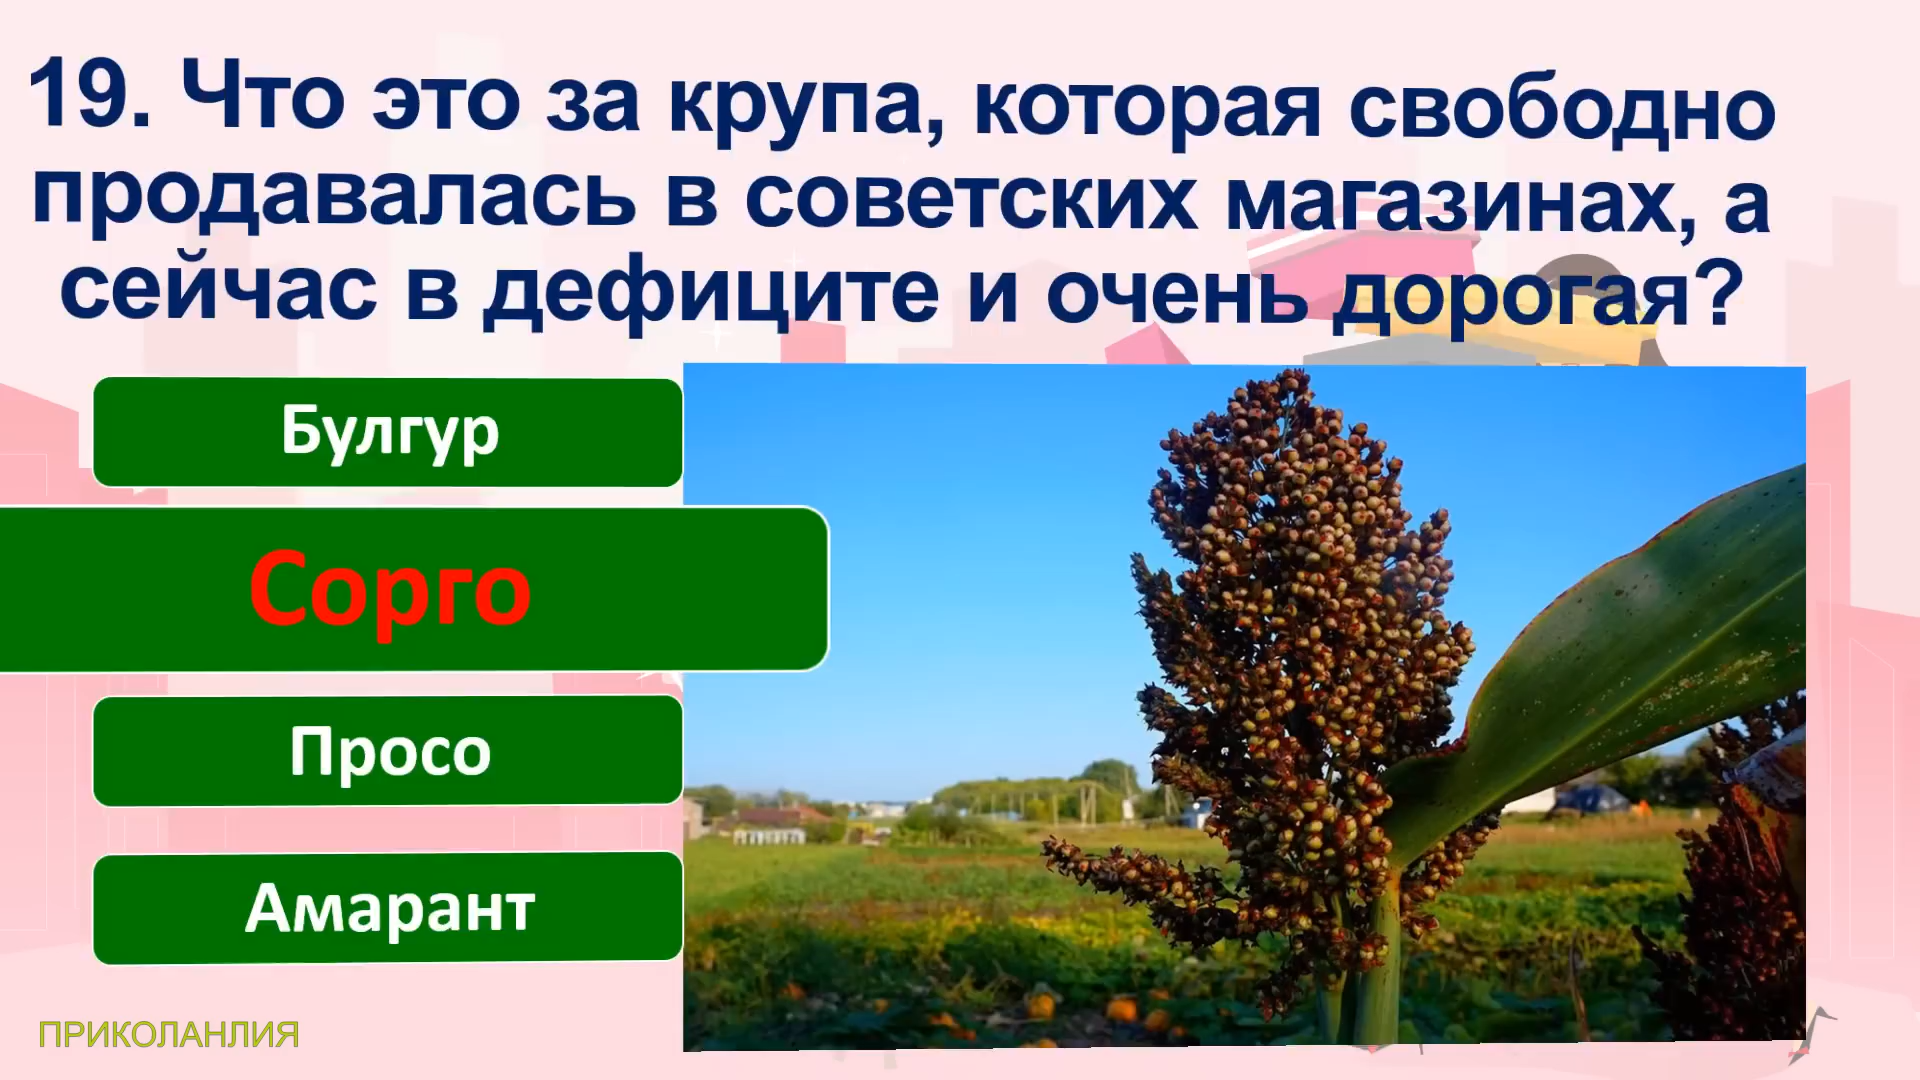 19. Что это за крупа, которая свободно
продавалась в советских магазинах, а
сейчас в дефиците и очень дорогая?
Булгур
Сорго
Просо
Амарант
ПРИКОЛАНЛИЯ